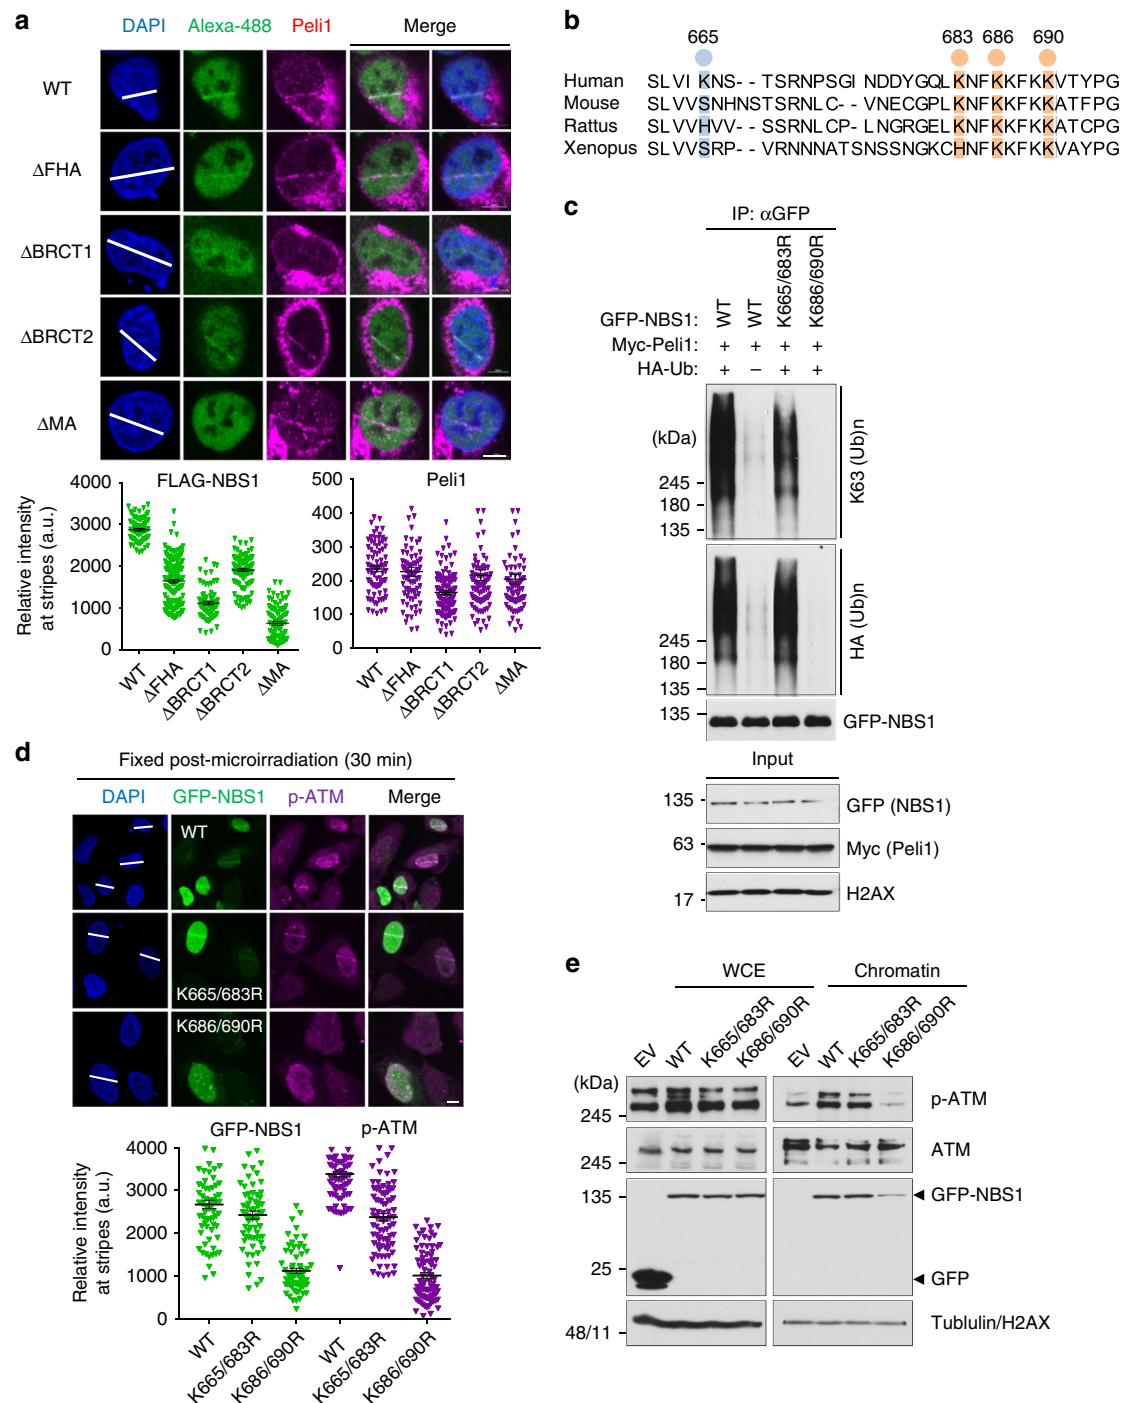 a
DAPI Alexa-488 Peli1 Merge
WT
ΔFHA
ΔBRCT1
ΔBRCT2
ΔMA
FLAG-NBS1
Relative intensity
at stripes (a.u.)
4000
3000
2000
1000
0
WT ΔFHA ΔBRCT1 ΔBRCT2 ΔMA
Peli1
500
400
300
200
100
0
WT ΔFHA ΔBRCT1 ΔBRCT2 ΔMA
b
665 683 686 690
Human SLVIKNS--TSRNPSGI NDDYGQLKNFKKFKKVTYPG
Mouse SLVVSNHNSTSRNLC--VNECGPLKNFKKFKKATFPG
Rattus SLVVHVV--SSRNLCP-LNGRGELKNFKKFKKATCPG
Xenopus SLVVSRP--VRNNNATSNSSNGKCHNFKKFKKVAYPG
c
IP: αGFP
GFP-NBS1: WT WT K665/683R K686/690R
Myc-Peli1: + + + +
HA-Ub: + – + +
(kDa)
245
180
135
K63 (Ub)n
245
180
135
HA (Ub)n
135
GFP-NBS1
Input
135 GFP (NBS1)
63 Myc (Peli1)
17 H2AX
d
Fixed post-microirradiation (30 min)
DAPI GFP-NBS1 p-ATM Merge
WT
K665/683R
K686/690R
GFP-NBS1 p-ATM
Relative intensity
at stripes (a.u.)
4000
3000
2000
1000
0
WT K665/683R K686/690R WT K665/683R K686/690R
e
WCE Chromatin
EV WT K665/683R K686/690R EV WT K665/683R K686/690R
(kDa)
245 p-ATM
245 ATM
135 GFP-NBS1
25 GFP
48/11 Tublulin/H2AX